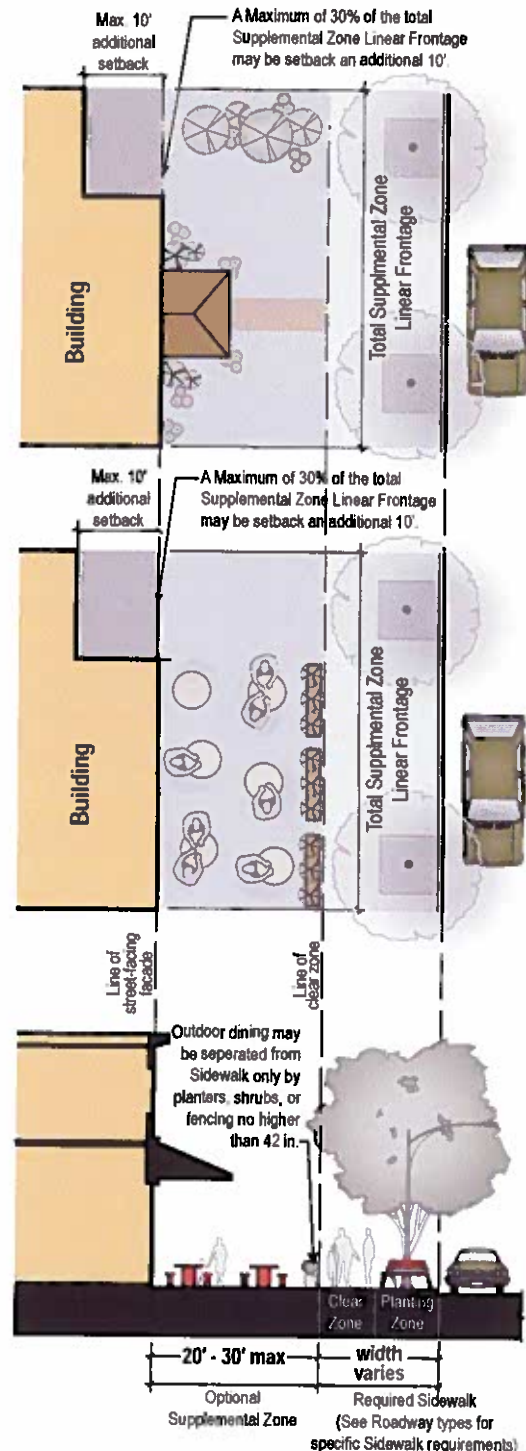 Max. 10'
additional
setback
A Maximum of 30% of the total
Supplemental Zone Linear Frontage
may be setback an additional 10'.
Building
Total Supplmental Zone
Linear Frontage
Max. 10'
additional
setback
A Maximum of 30% of the total
Supplemental Zone Linear Frontage
may be setback an additional 10'.
Building
Total Supplmental Zone
Linear Frontage
Line of
street-facing
facade
Line of
clear zone
Outdoor dining may
be seperated from
Sidewalk only by
planters, shrubs, or
fencing no higher
than 42 in.
Clear
Zone
Planting
Zone
20' - 30' max
width
varies
Optional
Supplemental Zone
Required Sidewalk
(See Roadway types for
specific Sidewalk requirements)